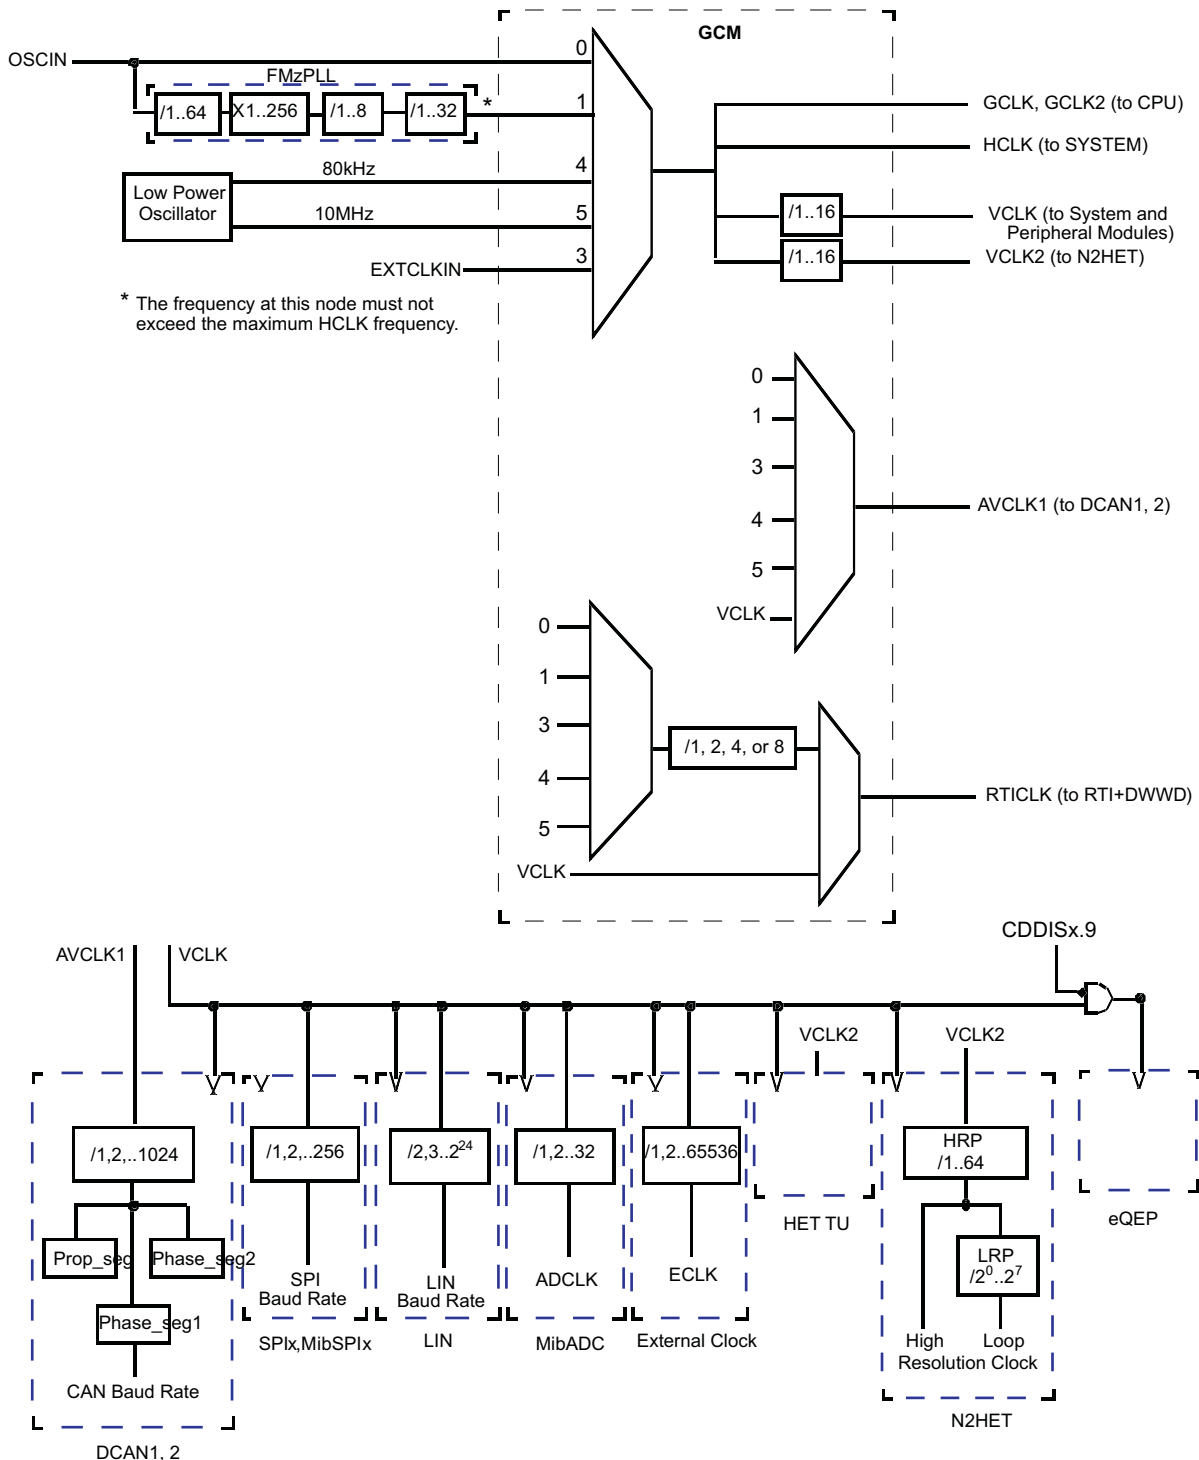 GCM
OSCIN
0
FMzPLL
/1..64
X1..256
/1..8
/1..32
*
1
GCLK, GCLK2 (to CPU)
HCLK (to SYSTEM)
Low Power
Oscillator
80kHz
4
10MHz
5
/1..16
VCLK (to System and
Peripheral Modules)
/1..16
VCLK2 (to N2HET)
EXTCLKIN
3
* The frequency at this node must not
exceed the maximum HCLK frequency.
0
1
3
4
5
VCLK
AVCLK1 (to DCAN1, 2)
0
1
3
4
5
VCLK
/1, 2, 4, or 8
RTICLK (to RTI+DWWD)
AVCLK1
VCLK
CDDISx.9
VCLK2
VCLK2
/1,2,..1024
/1,2,..256
/2,3..2²⁴
/1,2..32
/1,2..65536
HRP
/1..64
Prop_seg
Phase_seg2
Phase_seg1
CAN Baud Rate
DCAN1, 2
SPI
Baud Rate
SPIx,MibSPIx
LIN
Baud Rate
LIN
ADCLK
MibADC
ECLK
External Clock
HET TU
LRP
/2⁰..2⁷
High
Loop
Resolution Clock
N2HET
eQEP